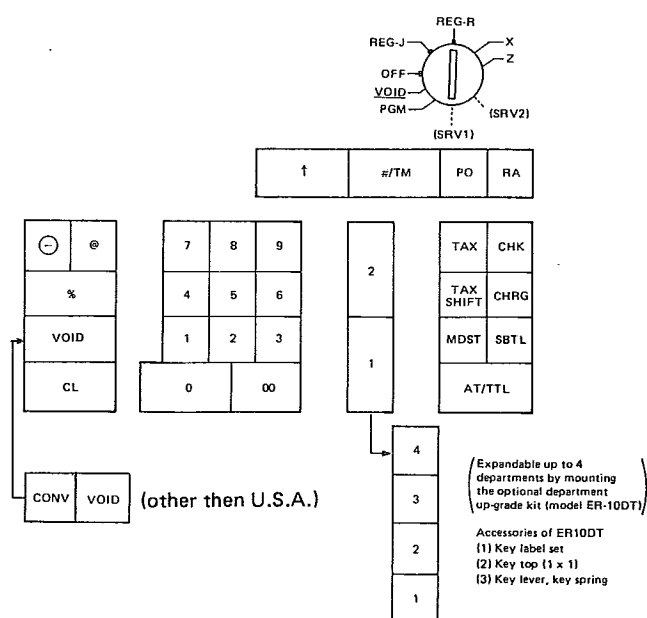 REG-R
REG-J
X
Z
OFF
VOID
PGM
(SRV2)
(SRV1)
↑ #/TM PO RA
⊖ @ 7 8 9 2 TAX CHK
% 4 5 6 TAX SHIFT CHRG
VOID 1 2 3 1 MDST SBTL
CL 0 00 AT/TTL
CONV VOID (other then U.S.A.)
4
3
2
1
(Expandable up to 4
departments by mounting
the optional department
up-grade kit (model ER-10DT))
Accessories of ER10DT
(1) Key label set
(2) Key top (1 x 1)
(3) Key lever, key spring